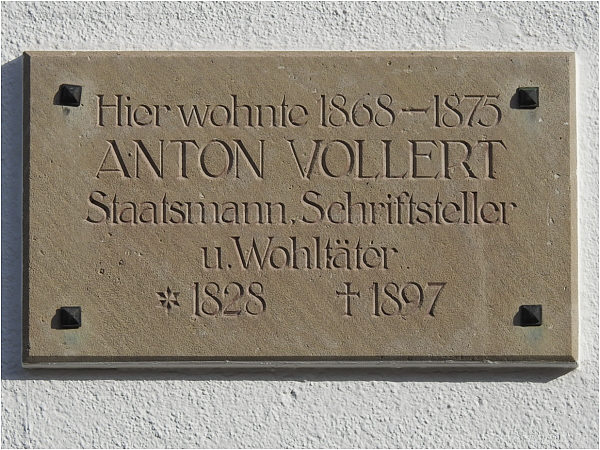 Hier wohnte 1868–1875
ANTON VOLLERT
Staatsmann, Schriftsteller
u. Wohltäter
* 1828 † 1897